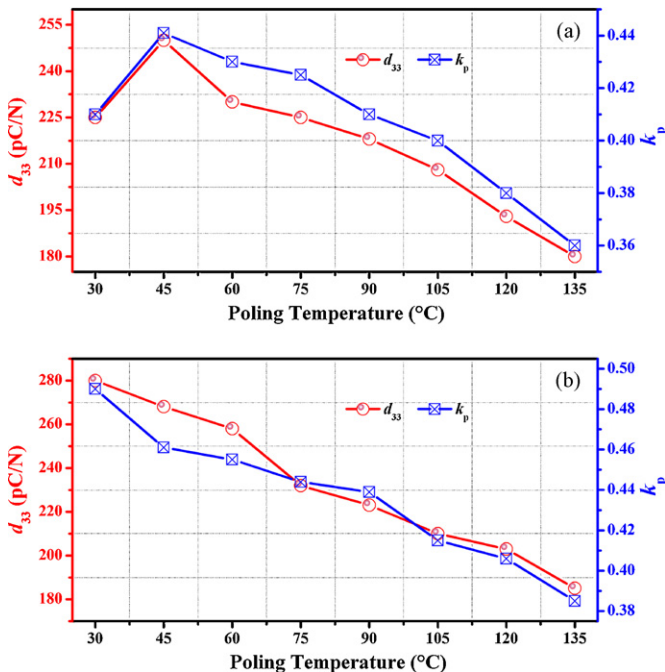 (a)
d₃₃ kₚ
255
240
225
210
195
180
d₃₃ (pC/N)
0.44
0.42
0.40
0.38
0.36
kₚ
30 45 60 75 90 105 120 135
Poling Temperature (°C)
(b)
d₃₃ kₚ
280
260
240
220
200
180
d₃₃ (pC/N)
0.50
0.48
0.46
0.44
0.42
0.40
0.38
kₚ
30 45 60 75 90 105 120 135
Poling Temperature (°C)